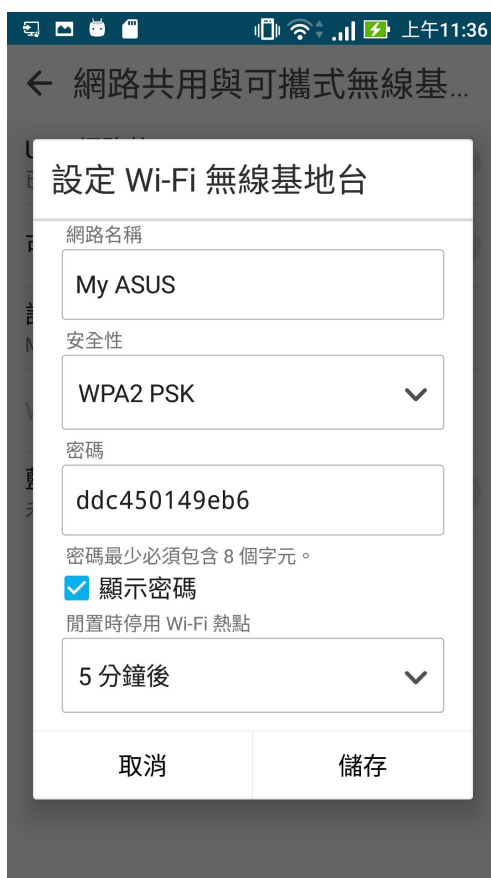 上午11:36
網路共用與可攜式無線基...
設定 Wi-Fi 無線基地台
網路名稱
My ASUS
安全性
WPA2 PSK
密碼
ddc450149eb6
密碼最少必須包含 8 個字元。
顯示密碼
閒置時停用 Wi-Fi 熱點
5 分鐘後
取消
儲存